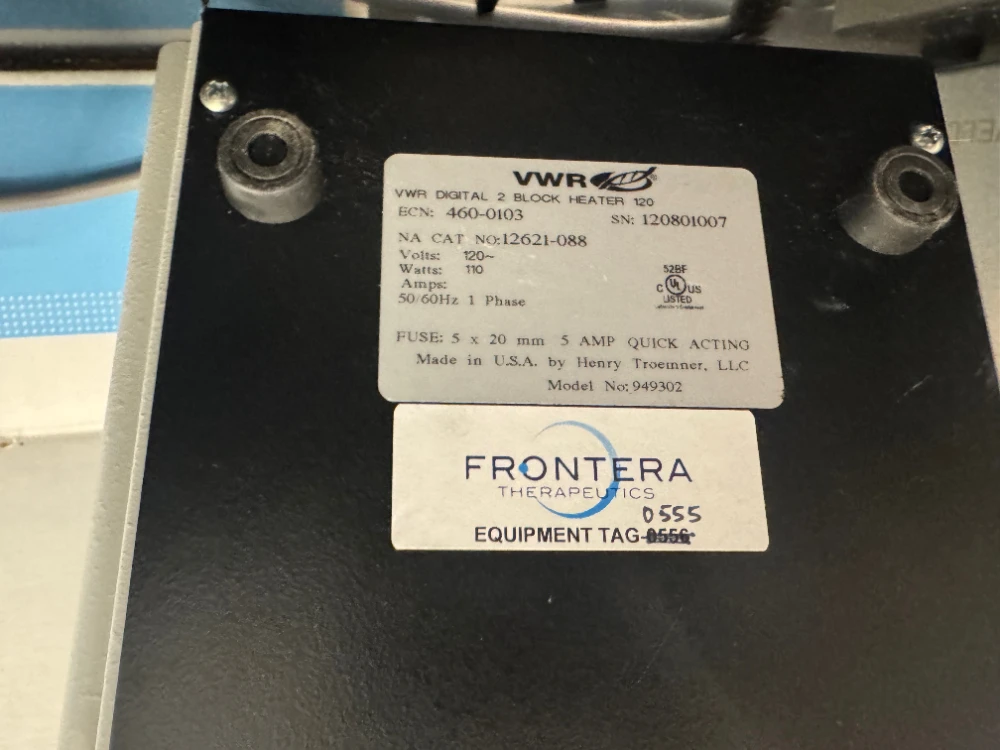 VWR
VWR DIGITAL 2 BLOCK HEATER 120
ECN: 460-0103 SN: 120801007
NA CAT NO:12621-088
Volts: 120~
Watts: 110
Amps:
50/60Hz 1 Phase
52BF
C UL US
LISTED
FUSE: 5 x 20 mm 5 AMP QUICK ACTING
Made in U.S.A. by Henry Troemner, LLC
Model No: 949302
FRONTERA
THERAPEUTICS
0555
EQUIPMENT TAG-0556